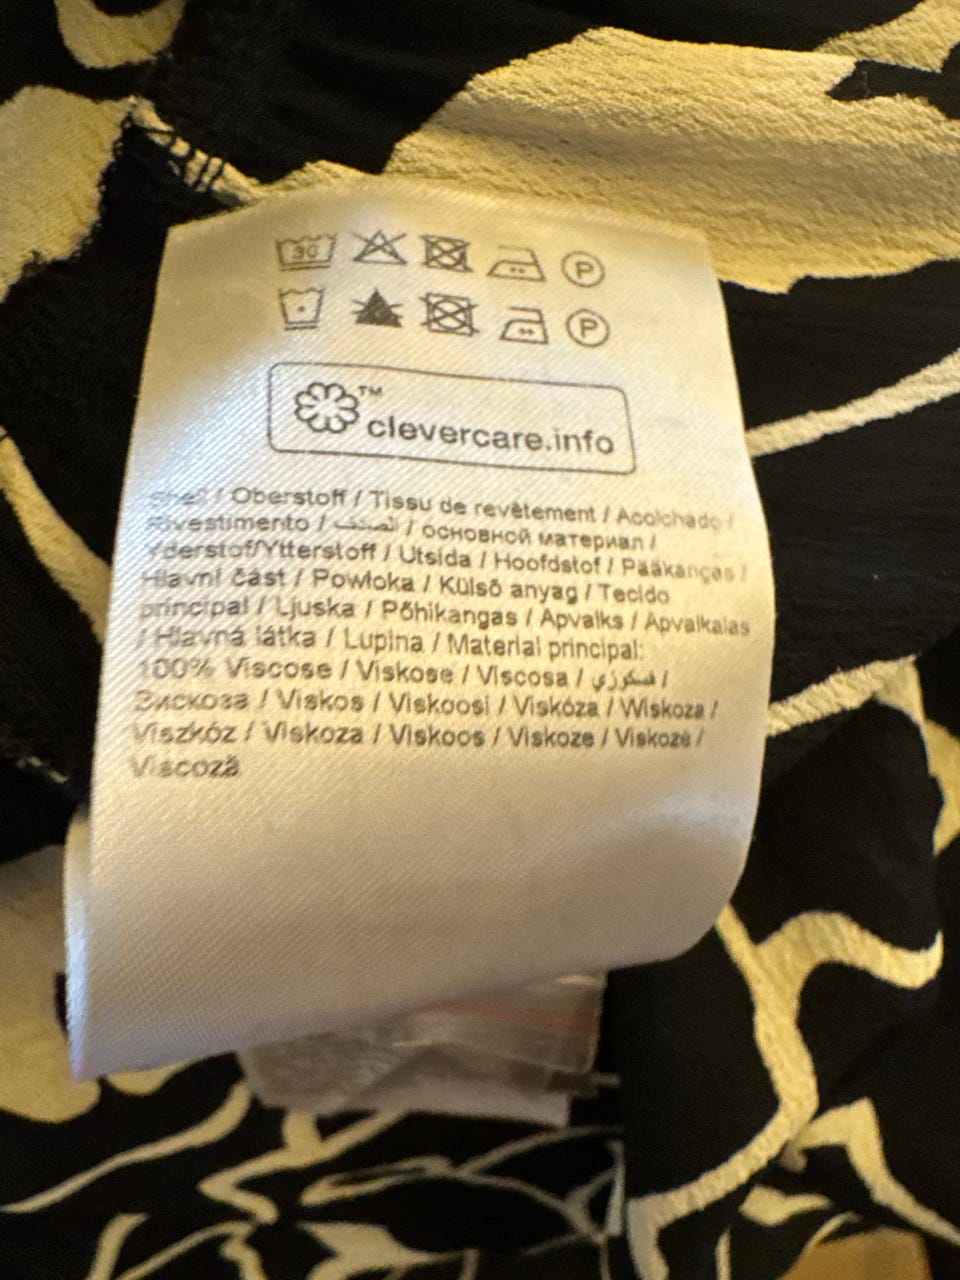 30
P
P
TM
clevercare.info
Shell / Oberstoff / Tissu de revêtement / Acolchado /
Rivestimento / التصنيف / основной материал /
Yderstof/Ytterstoff / Utsida / Hoofdstof / Pääkangas /
Hlavní část / Powłoka / Külső anyag / Tecido
principal / Ljuska / Põhikangas / Apvalks / Apvalkalas
/ Hlavná látka / Lupina / Material principal:
100% Viscose / Viskose / Viscosa / فسكوزي /
Вискоза / Viskos / Viskoosi / Viskóza / Wiskoza /
Viszkóz / Viskoza / Viskoos / Viskoze / Viskozė /
Viscoză